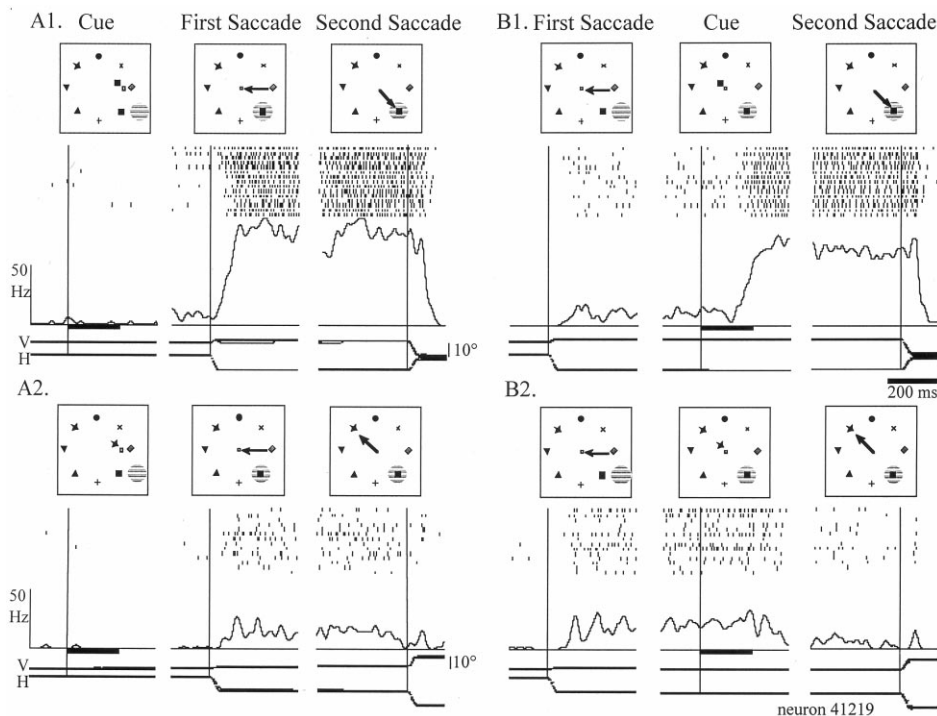 A1. Cue First Saccade Second Saccade
B1. First Saccade Cue Second Saccade
50
Hz
V
H
10°
200 ms
A2.
B2.
50
Hz
V
H
10°
neuron 41219